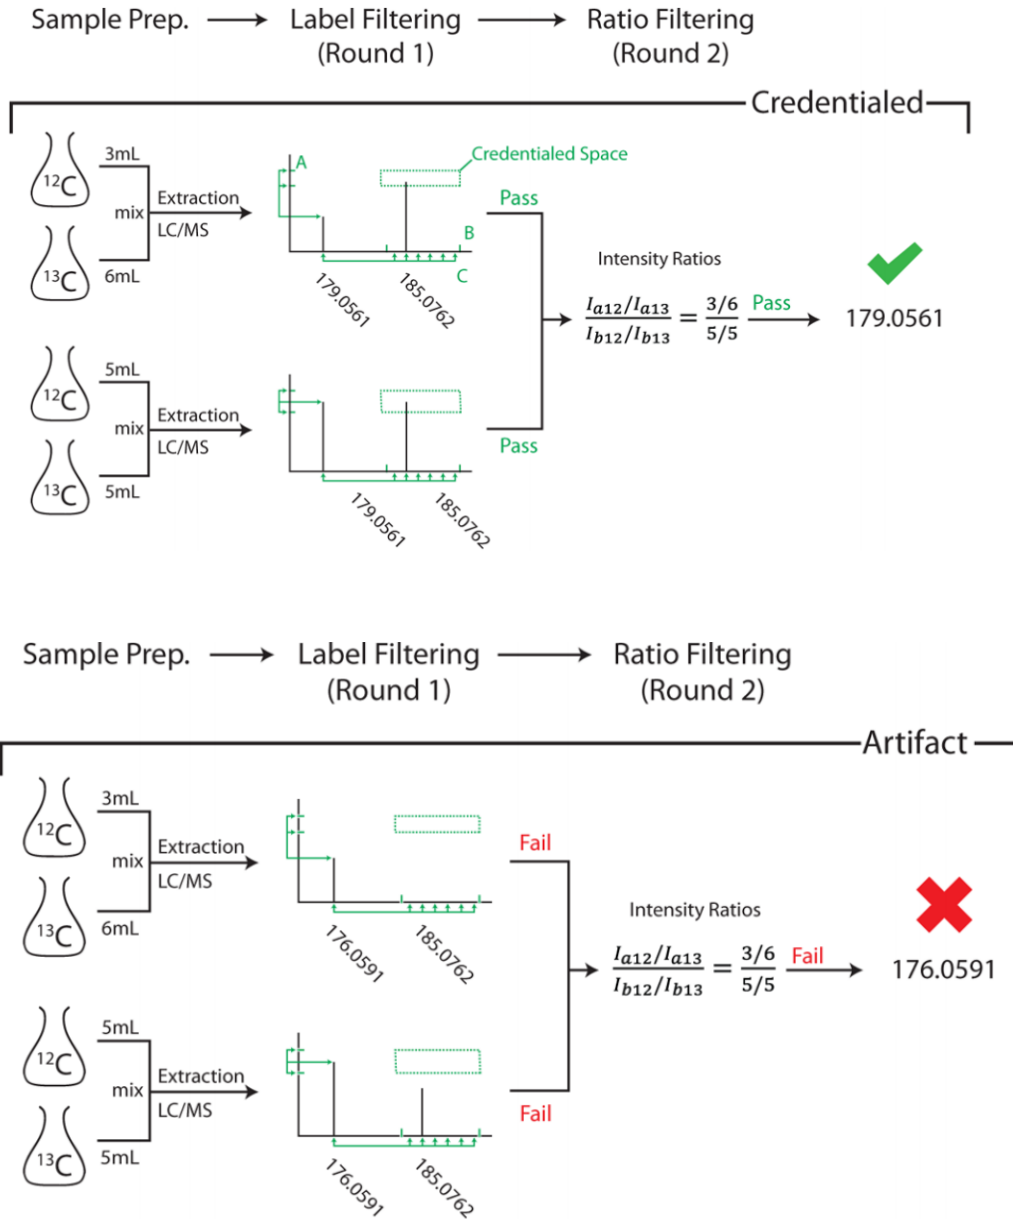 Sample Prep. Label Filtering Ratio Filtering
(Round 1) (Round 2)
Credentialed
12C 3mL
mix Extraction
LC/MS
13C 6mL
A
Credentialed Space
B
C
179.0561 185.0762
Pass
12C 5mL
mix Extraction
LC/MS
13C 5mL
179.0561 185.0762
Pass
Intensity Ratios
Ia12/Ia13 3/6
= Pass
Ib12/Ib13 5/5
179.0561
Sample Prep. Label Filtering Ratio Filtering
(Round 1) (Round 2)
Artifact
12C 3mL
mix Extraction
LC/MS
13C 6mL
176.0591 185.0762
Fail
12C 5mL
mix Extraction
LC/MS
13C 5mL
176.0591 185.0762
Fail
Intensity Ratios
Ia12/Ia13 3/6
= Fail
Ib12/Ib13 5/5
176.0591